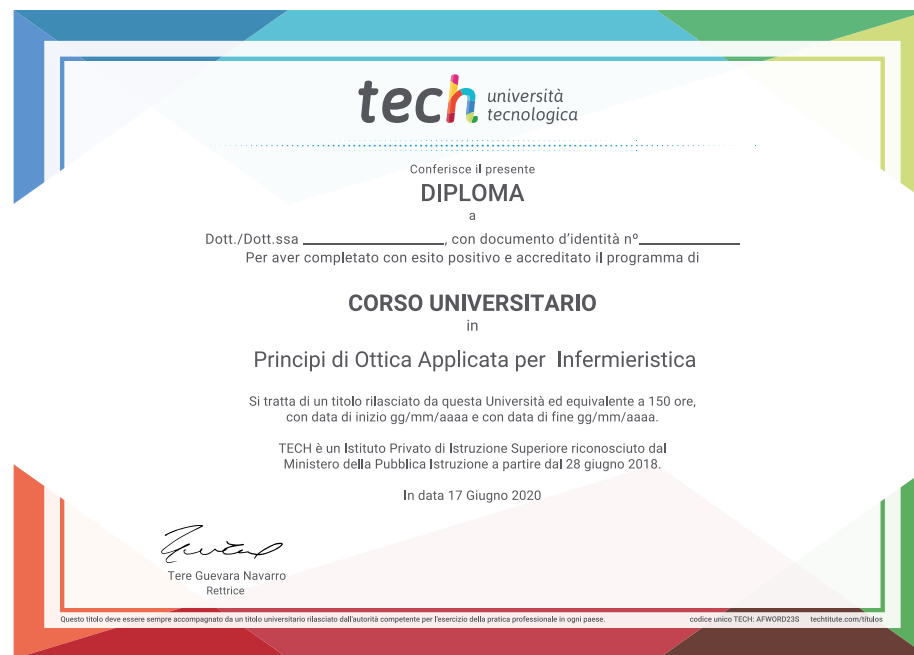 tech università
tecnologica
Conferisce il presente
DIPLOMA
a
Dott./Dott.ssa ____________________, con documento d'identità nº______________
Per aver completato con esito positivo e accreditato il programma di
CORSO UNIVERSITARIO
in
Principi di Ottica Applicata per Infermieristica
Si tratta di un titolo rilasciato da questa Università ed equivalente a 150 ore,
con data di inizio gg/mm/aaaa e con data di fine gg/mm/aaaa.
TECH è un Istituto Privato di Istruzione Superiore riconosciuto dal
Ministero della Pubblica Istruzione a partire dal 28 giugno 2018.
In data 17 Giugno 2020
Tere Guevara Navarro
Rettrice
Questo titolo deve essere sempre accompagnato da un titolo universitario rilasciato dall'autorità competente per l'esercizio della pratica professionale in ogni paese. codice unico TECH: AFWORD23S techtitute.com/títulos